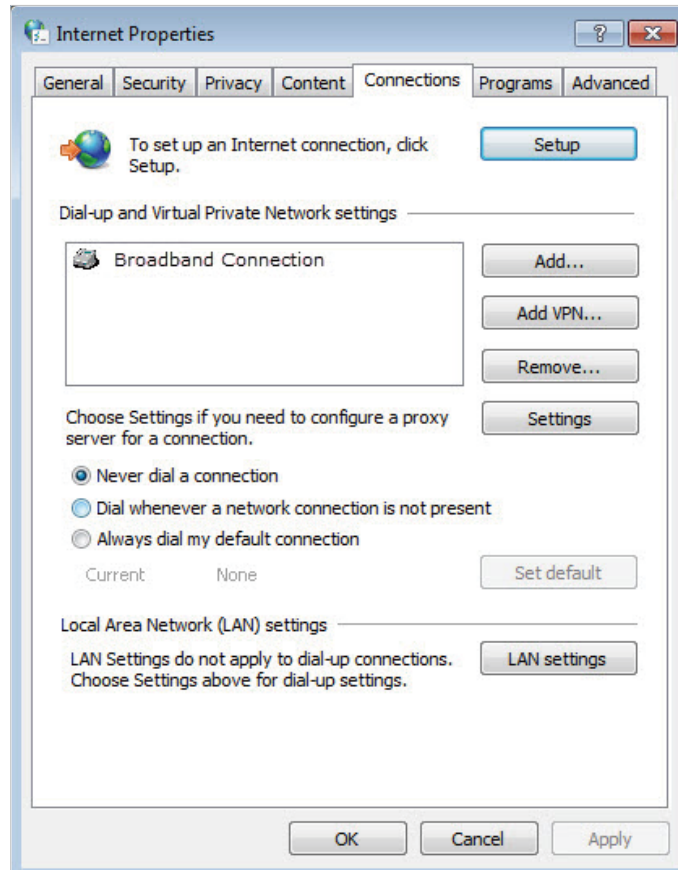 Internet Properties
?
General Security Privacy Content Connections Programs Advanced
To set up an Internet connection, click
Setup.
Setup
Dial-up and Virtual Private Network settings
Broadband Connection
Add...
Add VPN...
Remove...
Choose Settings if you need to configure a proxy
server for a connection.
Settings
Never dial a connection
Dial whenever a network connection is not present
Always dial my default connection
Current None
Set default
Local Area Network (LAN) settings
LAN Settings do not apply to dial-up connections.
Choose Settings above for dial-up settings.
LAN settings
OK Cancel Apply